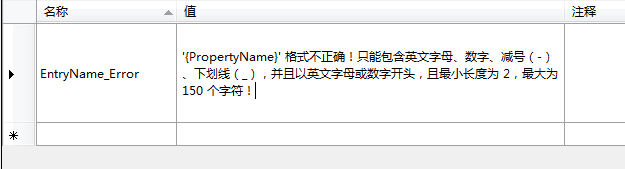 名称 值 注释
EntryName_Error
'{PropertyName}' 格式不正确！只能包含英文字母、数字、减号（-）
、下划线（_），并且以英文字母或数字开头，且最小长度为 2，最大为
150 个字符！